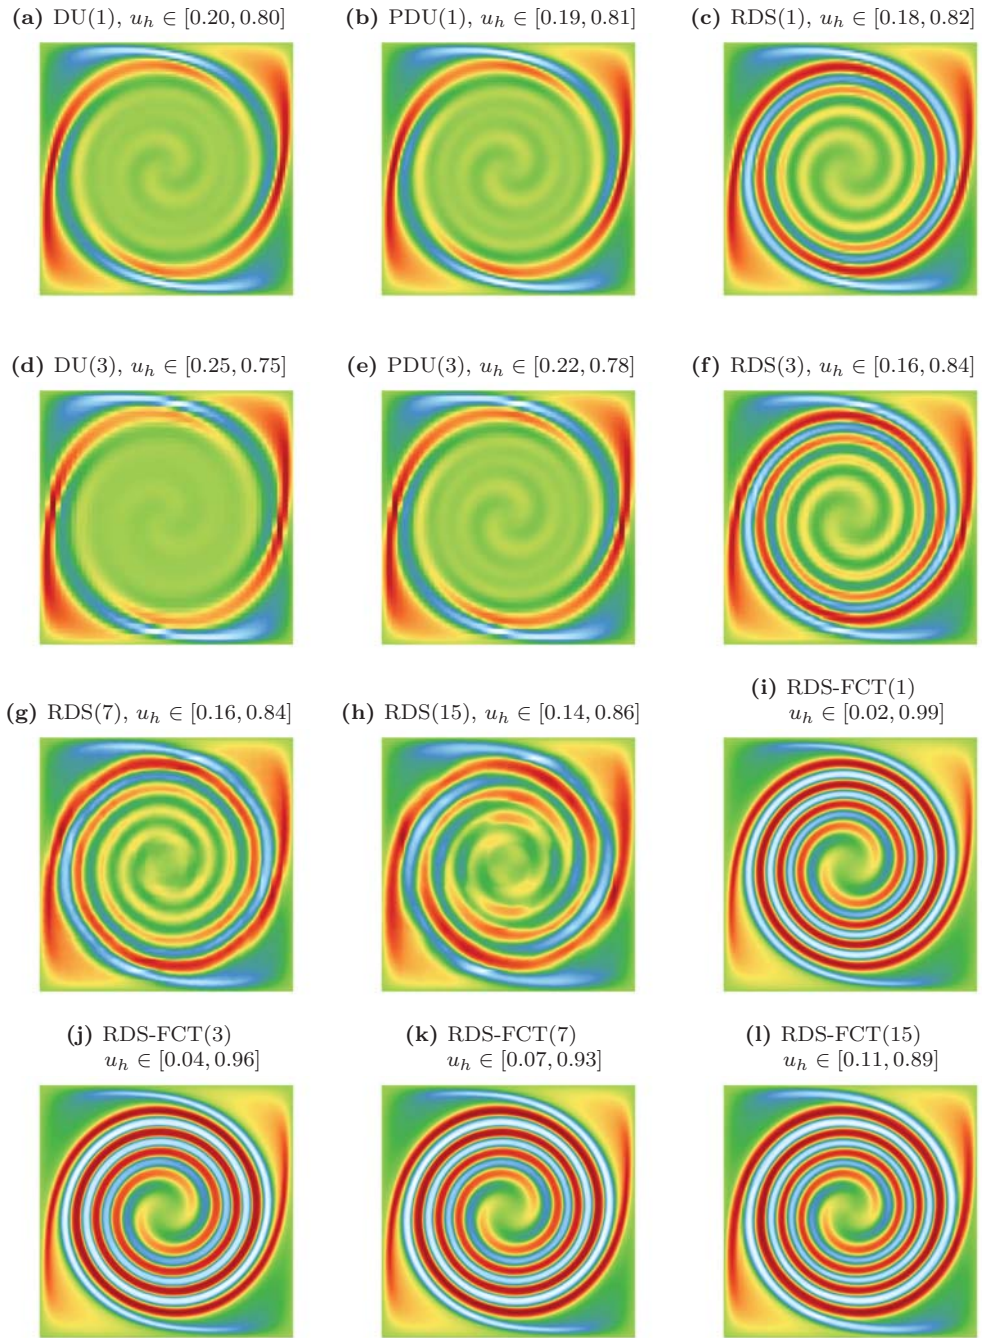 (a) DU(1), u_h ∈ [0.20, 0.80]
(b) PDU(1), u_h ∈ [0.19, 0.81]
(c) RDS(1), u_h ∈ [0.18, 0.82]
(d) DU(3), u_h ∈ [0.25, 0.75]
(e) PDU(3), u_h ∈ [0.22, 0.78]
(f) RDS(3), u_h ∈ [0.16, 0.84]
(g) RDS(7), u_h ∈ [0.16, 0.84]
(h) RDS(15), u_h ∈ [0.14, 0.86]
(i) RDS-FCT(1)
u_h ∈ [0.02, 0.99]
(j) RDS-FCT(3)
u_h ∈ [0.04, 0.96]
(k) RDS-FCT(7)
u_h ∈ [0.07, 0.93]
(l) RDS-FCT(15)
u_h ∈ [0.11, 0.89]